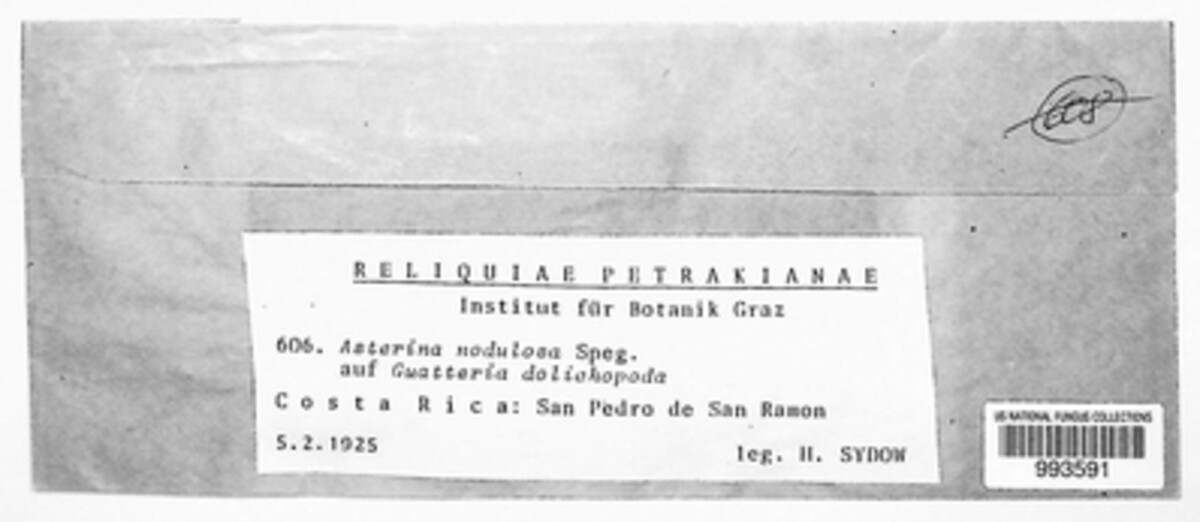 608
RELIQUIAE PETRAKIANAE
Institut für Botanik Graz
606. Asterina nodulosa Speg.
auf Guatteria dolichopoda
Costa Rica: San Pedro de San Ramon
5.2.1925 leg. H. SYDOW
US NATIONAL FUNGUS COLLECTIONS
993591